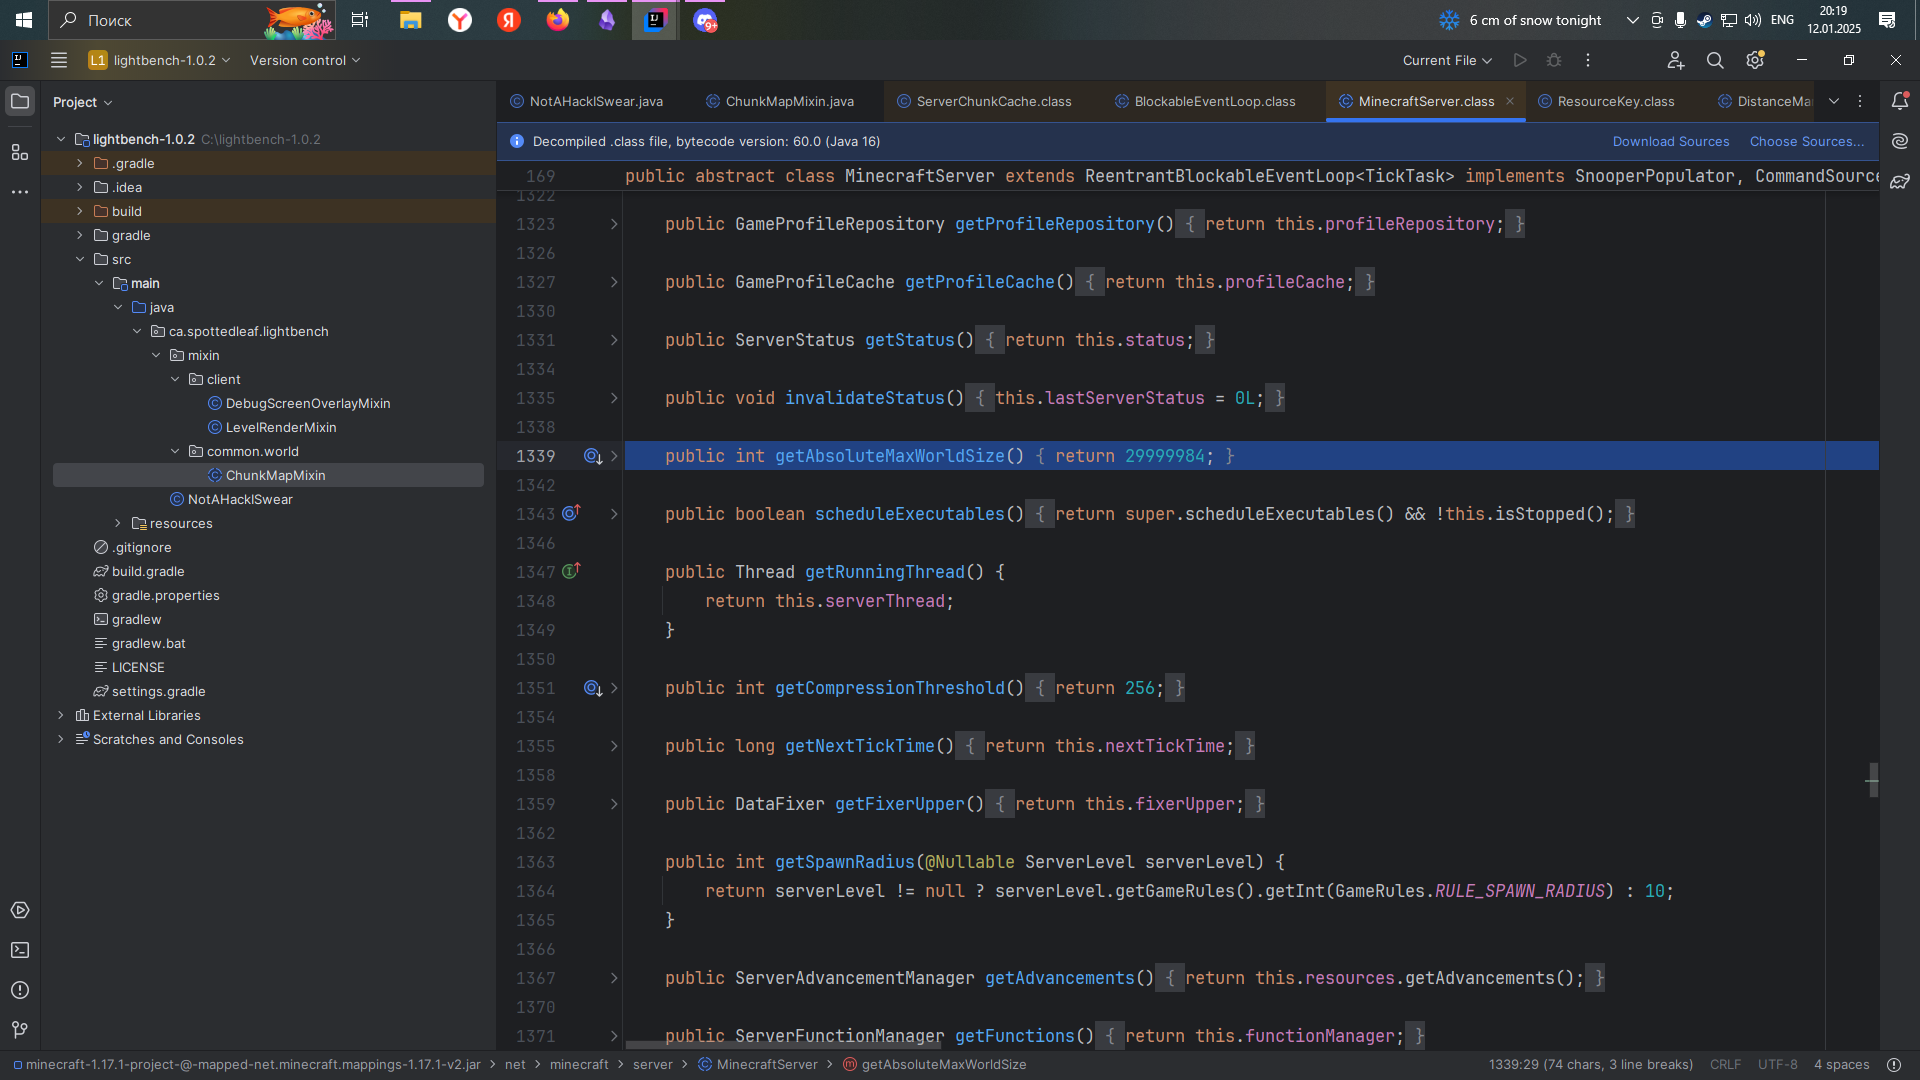 Поиск
6 cm of snow tonight
ENG
20:19
12.01.2025
9+
L1 lightbench-1.0.2 Version control
Current File
Project
NotAHackISwear.java ChunkMapMixin.java ServerChunkCache.class BlockableEventLoop.class MinecraftServer.class ResourceKey.class DistanceMa
Decompiled .class file, bytecode version: 60.0 (Java 16) Download Sources Choose Sources...
lightbench-1.0.2 C:\lightbench-1.0.2
.gradle
.idea
build
gradle
src
main
java
ca.spottedleaf.lightbench
mixin
client
DebugScreenOverlayMixin
LevelRenderMixin
common.world
ChunkMapMixin
NotAHackISwear
resources
.gitignore
build.gradle
gradle.properties
gradlew
gradlew.bat
LICENSE
settings.gradle
External Libraries
Scratches and Consoles
169 public abstract class MinecraftServer extends ReentrantBlockableEventLoop<TickTask> implements SnooperPopulator, CommandSource
1322
1323 public GameProfileRepository getProfileRepository() { return this.profileRepository; }
1326
1327 public GameProfileCache getProfileCache() { return this.profileCache; }
1330
1331 public ServerStatus getStatus() { return this.status; }
1334
1335 public void invalidateStatus() { this.lastServerStatus = 0L; }
1338
1339 public int getAbsoluteMaxWorldSize() { return 29999984; }
1342
1343 public boolean scheduleExecutables() { return super.scheduleExecutables() && !this.isStopped(); }
1346
1347 public Thread getRunningThread() {
1348 return this.serverThread;
1349 }
1350
1351 public int getCompressionThreshold() { return 256; }
1354
1355 public long getNextTickTime() { return this.nextTickTime; }
1358
1359 public DataFixer getFixerUpper() { return this.fixerUpper; }
1362
1363 public int getSpawnRadius(@Nullable ServerLevel serverLevel) {
1364 return serverLevel != null ? serverLevel.getGameRules().getInt(GameRules.RULE_SPAWN_RADIUS) : 10;
1365 }
1366
1367 public ServerAdvancementManager getAdvancements() { return this.resources.getAdvancements(); }
1370
1371 public ServerFunctionManager getFunctions() { return this.functionManager; }
minecraft-1.17.1-project-@-mapped-net.minecraft.mappings-1.17.1-v2.jar net minecraft server MinecraftServer getAbsoluteMaxWorldSize 1339:29 (74 chars, 3 line breaks) CRLF UTF-8 4 spaces